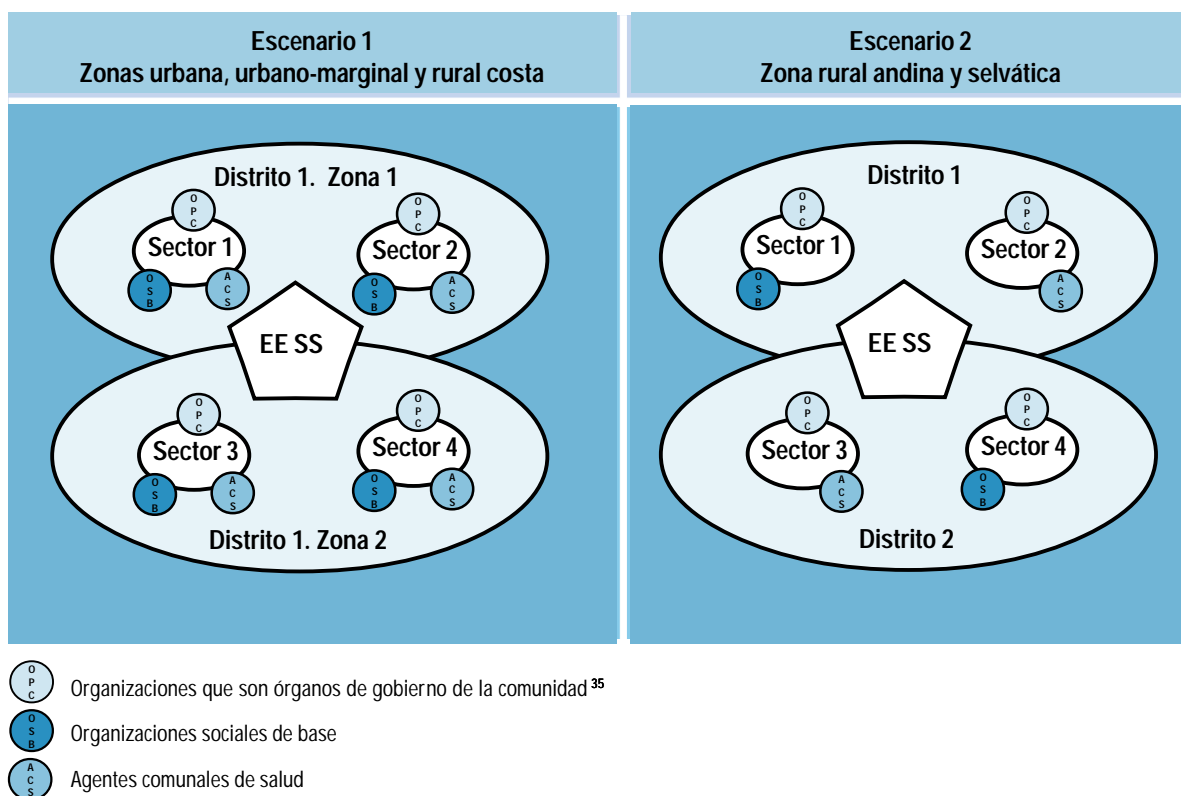 Escenario 1
Zonas urbana, urbano-marginal y rural costa
Distrito 1. Zona 1
OPC
OPC
Sector 1
Sector 2
OSB
ACS
OSB
ACS
EE SS
OPC
OPC
Sector 3
Sector 4
OSB
ACS
OSB
ACS
Distrito 1. Zona 2
Escenario 2
Zona rural andina y selvática
Distrito 1
OPC
OPC
Sector 1
Sector 2
OSB
ACS
EE SS
OPC
OPC
Sector 3
Sector 4
ACS
OSB
Distrito 2
OPC Organizaciones que son órganos de gobierno de la comunidad 35
OSB Organizaciones sociales de base
ACS Agentes comunales de salud